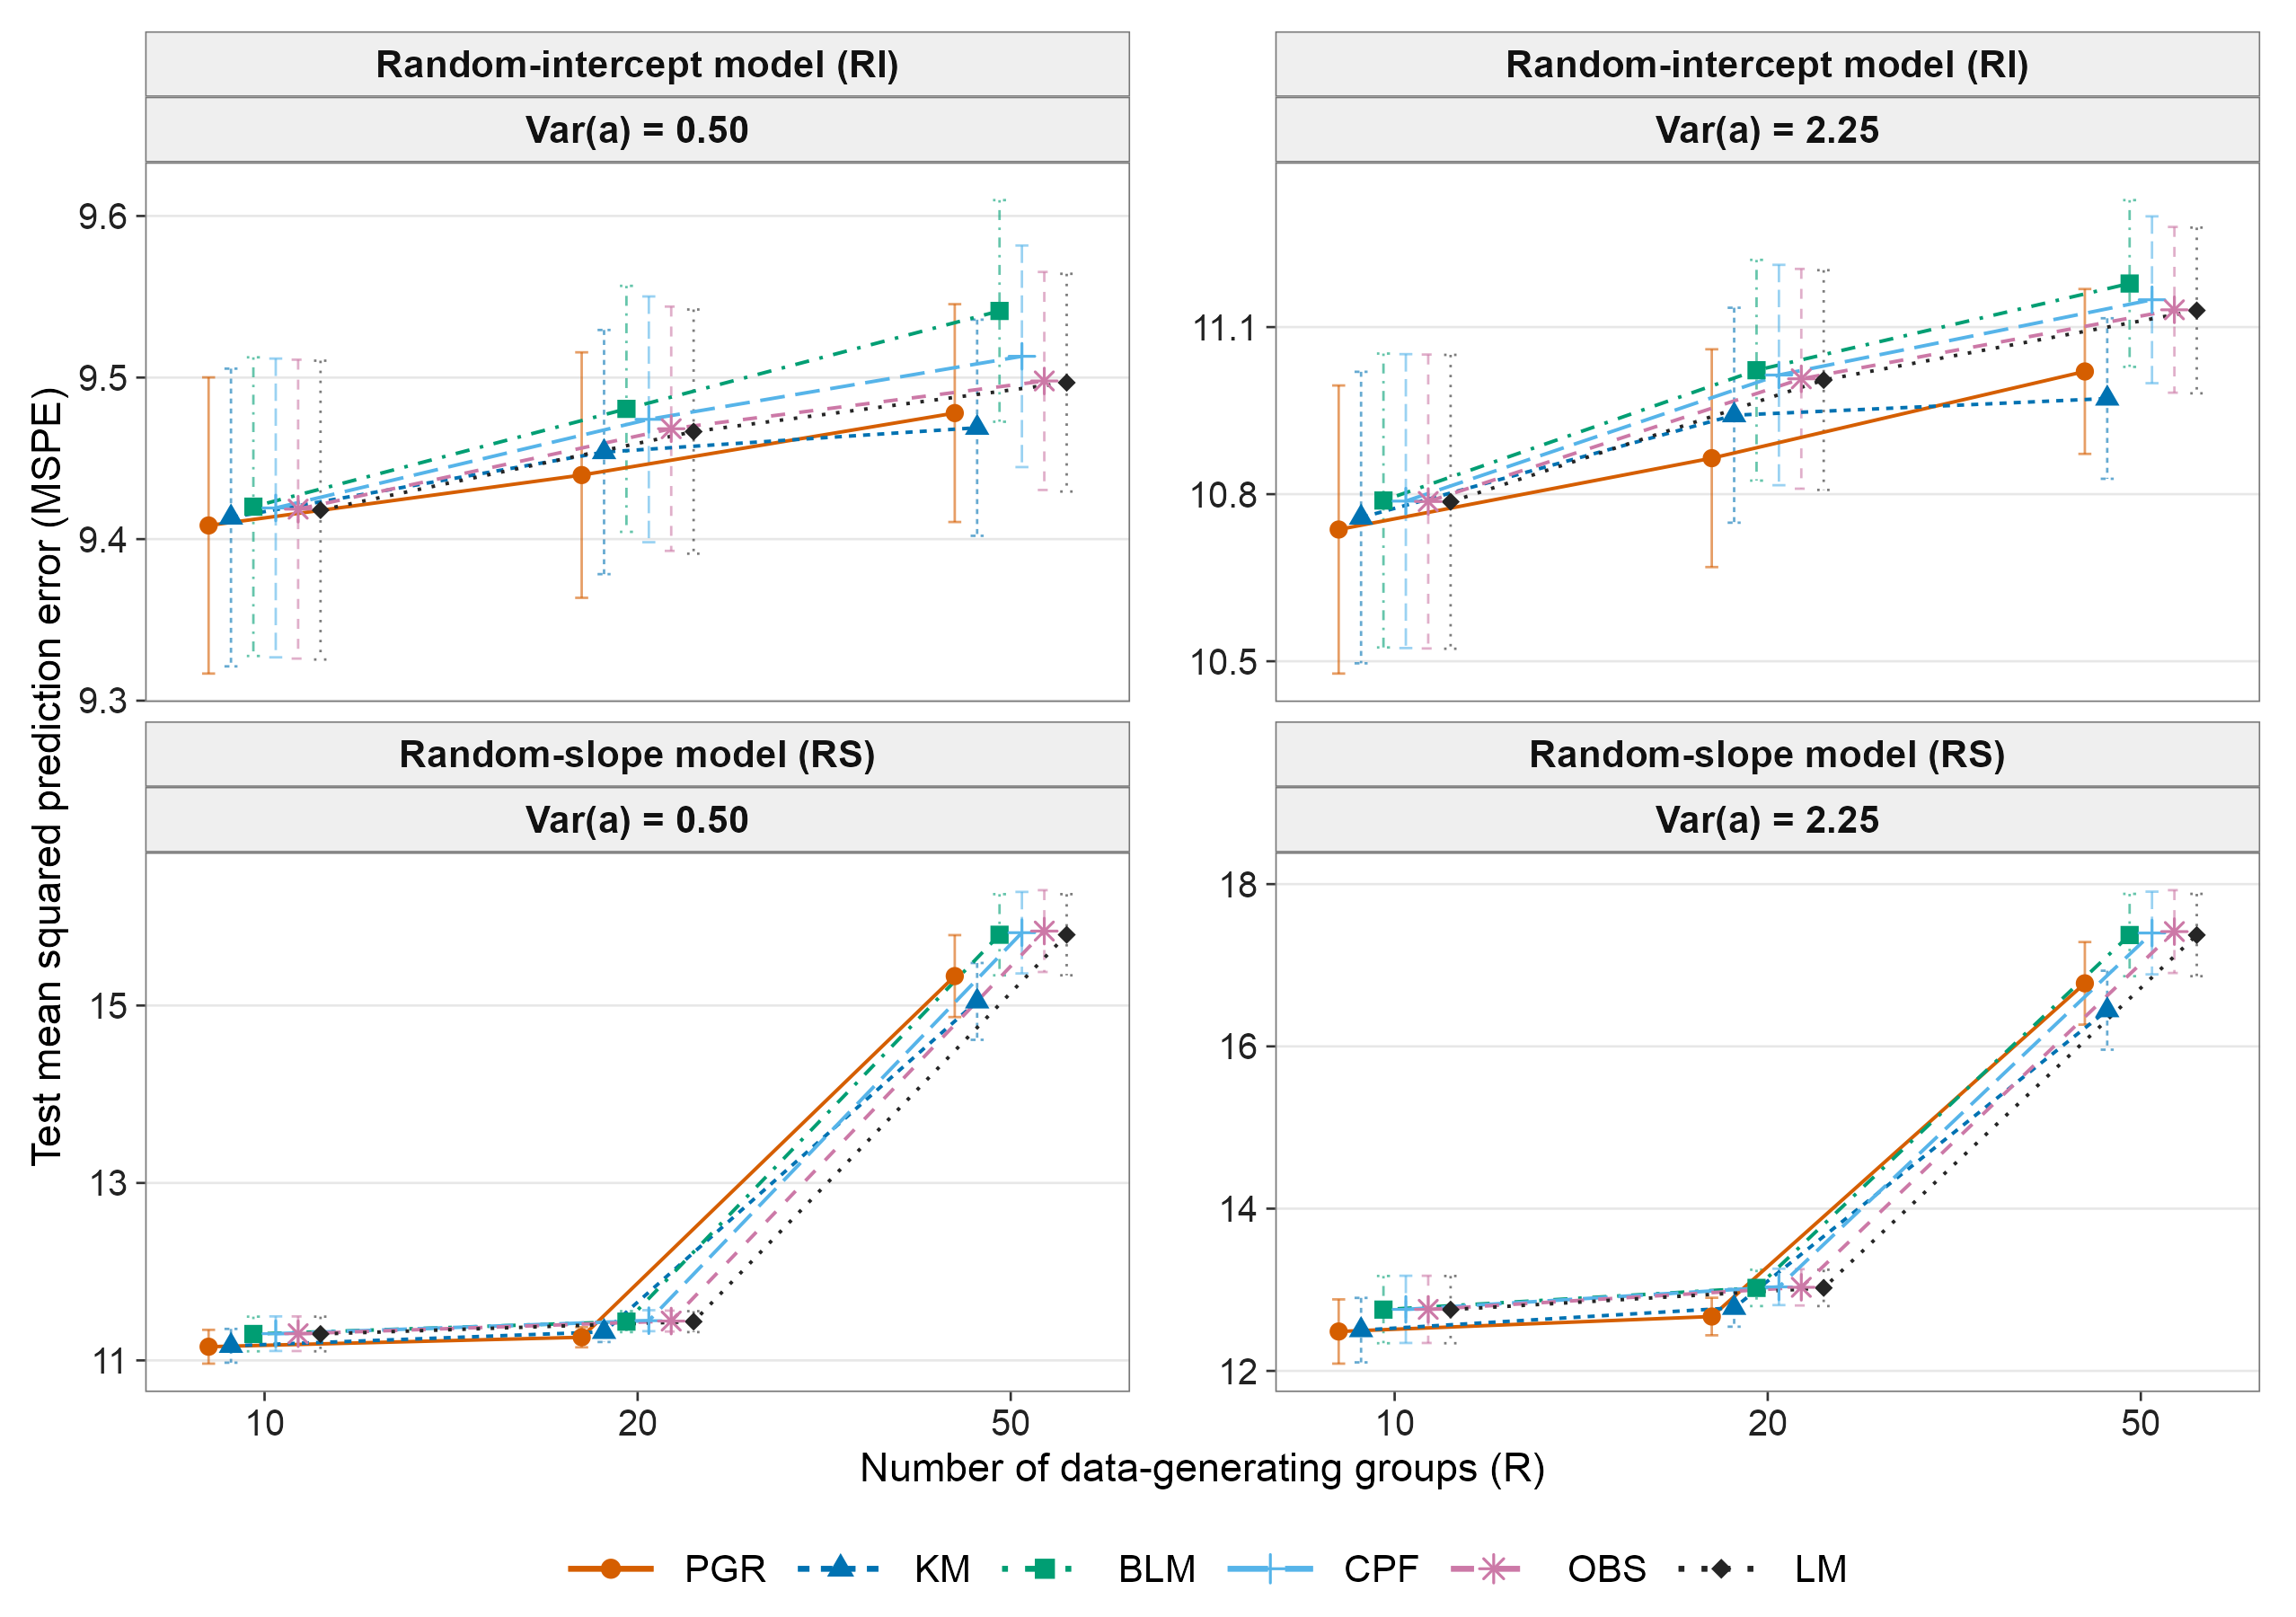 Random-intercept model (RI)
Var(a) = 0.50
Random-intercept model (RI)
Var(a) = 2.25
9.6
9.5
9.4
9.3
11.1
10.8
10.5
Random-slope model (RS)
Var(a) = 0.50
Random-slope model (RS)
Var(a) = 2.25
15
13
11
18
16
14
12
10 20 50
10 20 50
Test mean squared prediction error (MSPE)
Number of data-generating groups (R)
PGR KM BLM CPF OBS LM